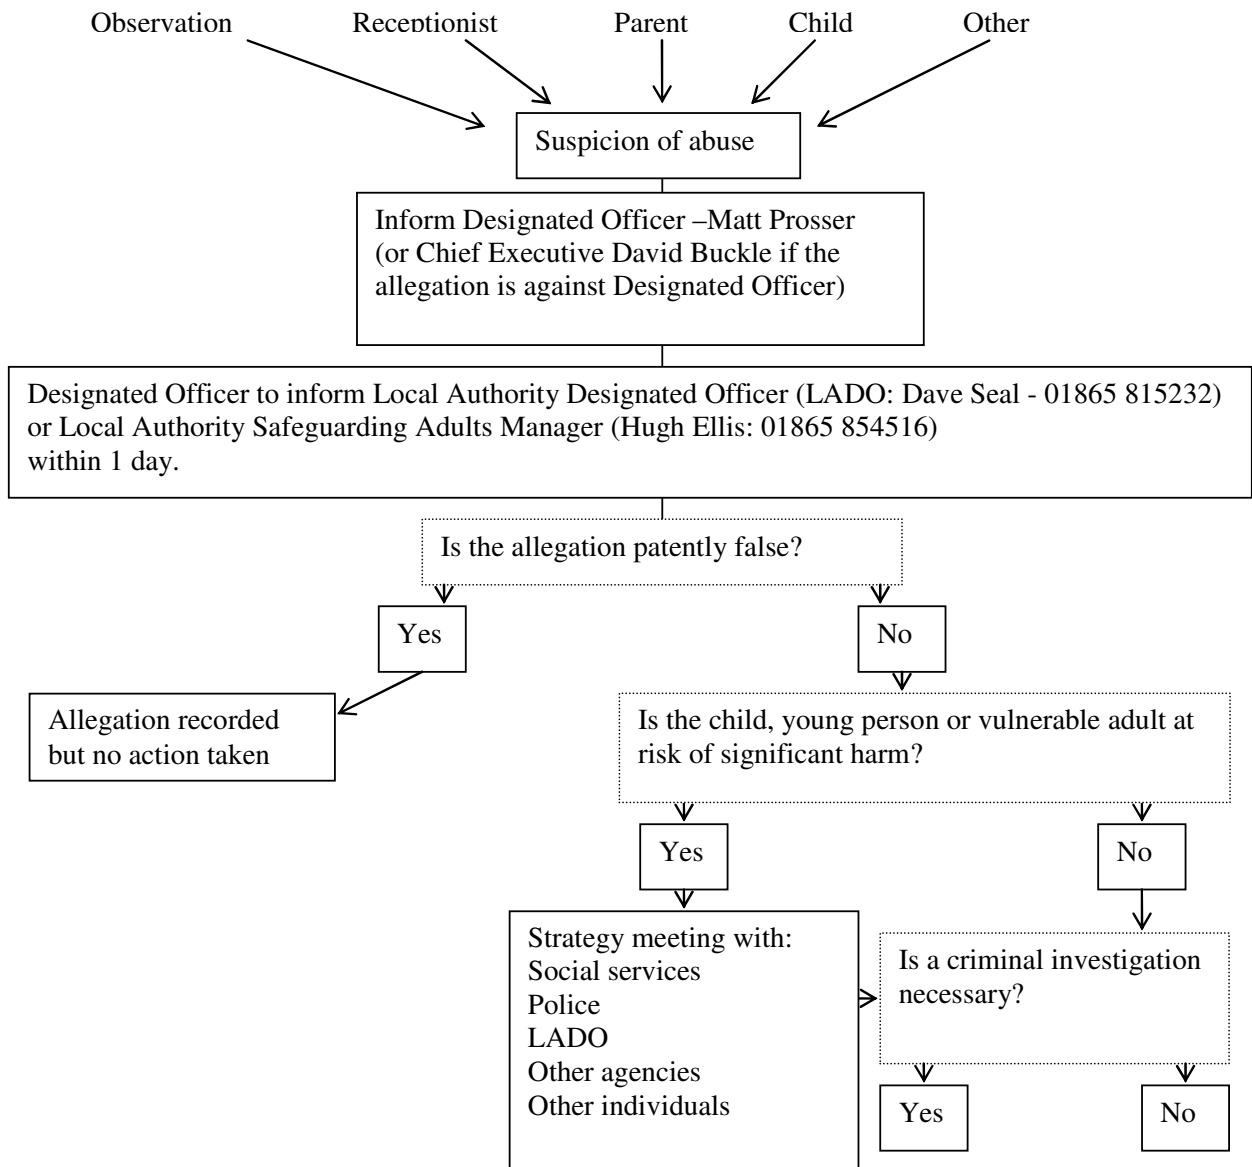 Observation Receptionist Parent Child Other
Suspicion of abuse
Inform Designated Officer –Matt Prosser
(or Chief Executive David Buckle if the
allegation is against Designated Officer)
Designated Officer to inform Local Authority Designated Officer (LADO: Dave Seal - 01865 815232)
or Local Authority Safeguarding Adults Manager (Hugh Ellis: 01865 854516)
within 1 day.
Is the allegation patently false?
Yes
No
Allegation recorded
but no action taken
Is the child, young person or vulnerable adult at
risk of significant harm?
Yes
No
Strategy meeting with:
Social services
Police
LADO
Other agencies
Other individuals
Is a criminal investigation
necessary?
Yes
No